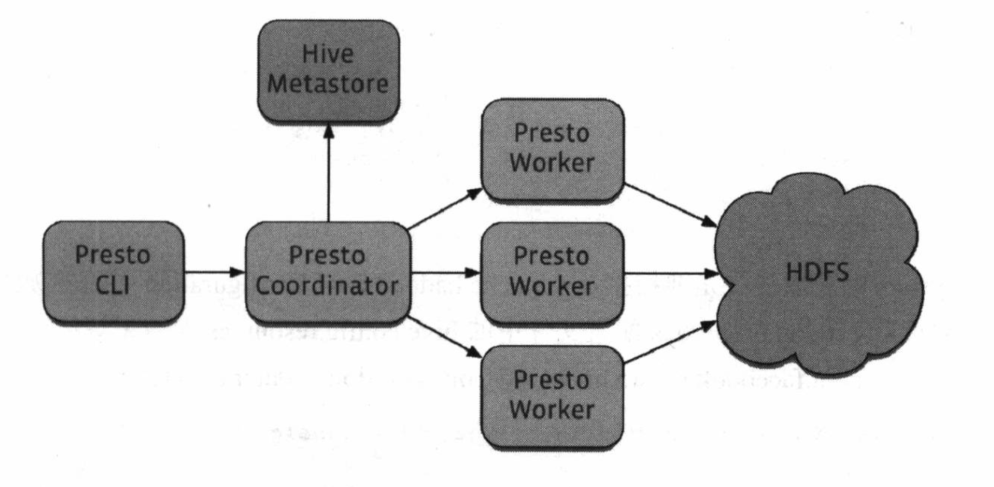 Hive
Metastore
Presto
Worker
Presto
CLI
Presto
Coordinator
Presto
Worker
HDFS
Presto
Worker